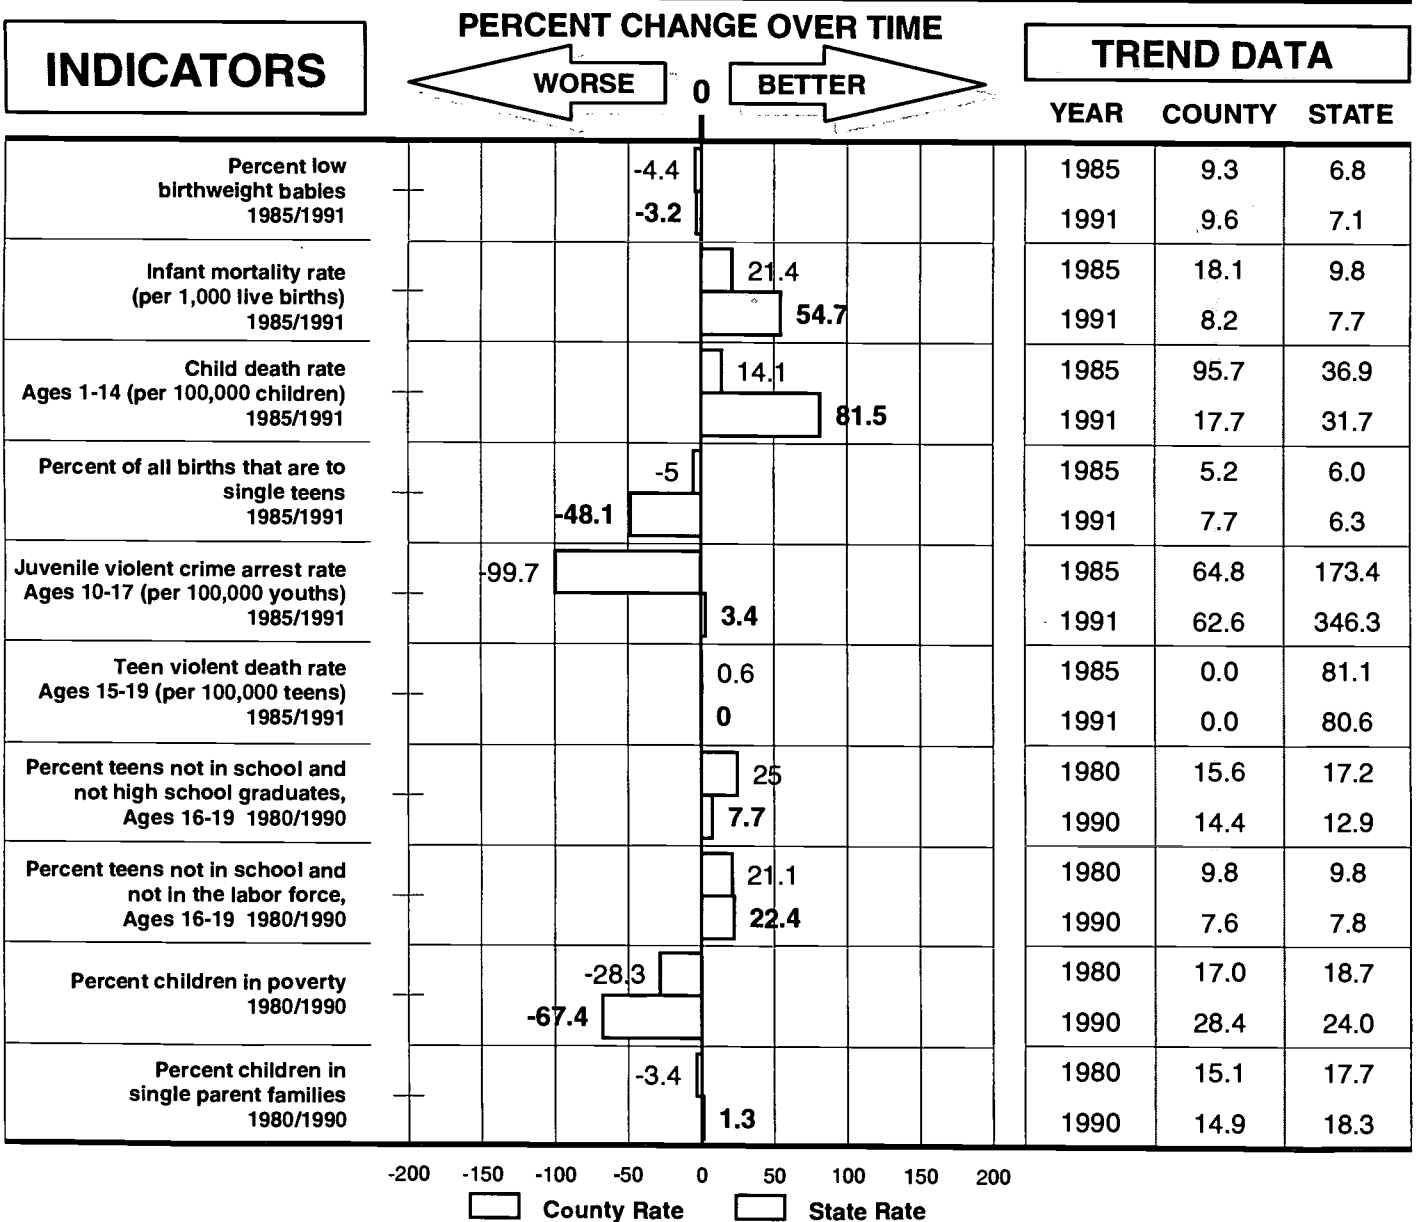 PERCENT CHANGE OVER TIME
INDICATORS
WORSE 0 BETTER
TREND DATA
YEAR COUNTY STATE
Percent low
birthweight babies
1985/1991
-4.4
-3.2
1985 9.3 6.8
1991 9.6 7.1
Infant mortality rate
(per 1,000 live births)
1985/1991
21.4
54.7
1985 18.1 9.8
1991 8.2 7.7
Child death rate
Ages 1-14 (per 100,000 children)
1985/1991
14.1
81.5
1985 95.7 36.9
1991 17.7 31.7
Percent of all births that are to
single teens
1985/1991
-5
-48.1
1985 5.2 6.0
1991 7.7 6.3
Juvenile violent crime arrest rate
Ages 10-17 (per 100,000 youths)
1985/1991
-99.7
3.4
1985 64.8 173.4
1991 62.6 346.3
Teen violent death rate
Ages 15-19 (per 100,000 teens)
1985/1991
0.6
0
1985 0.0 81.1
1991 0.0 80.6
Percent teens not in school and
not high school graduates,
Ages 16-19 1980/1990
25
7.7
1980 15.6 17.2
1990 14.4 12.9
Percent teens not in school and
not in the labor force,
Ages 16-19 1980/1990
21.1
22.4
1980 9.8 9.8
1990 7.6 7.8
Percent children in poverty
1980/1990
-28.3
-67.4
1980 17.0 18.7
1990 28.4 24.0
Percent children in
single parent families
1980/1990
-3.4
1.3
1980 15.1 17.7
1990 14.9 18.3
-200 -150 -100 -50 0 50 100 150 200
County Rate State Rate